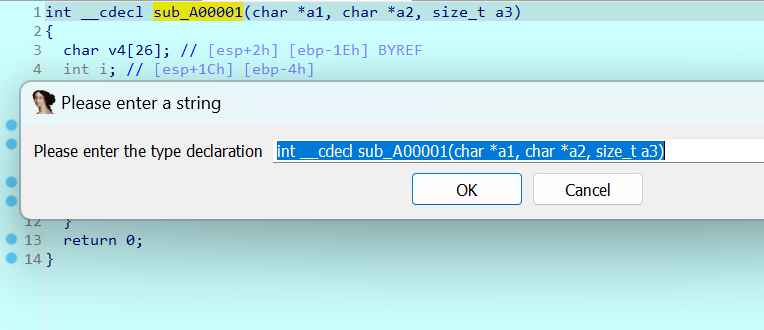 1 int __cdecl sub_A00001(char *a1, char *a2, size_t a3)
2 {
3 char v4[26]; // [esp+2h] [ebp-1Eh] BYREF
4 int i; // [esp+1Ch] [ebp-4h]
Please enter a string
Please enter the type declaration int __cdecl sub_A00001(char *a1, char *a2, size_t a3)
OK Cancel
12 }
13 return 0;
14 }